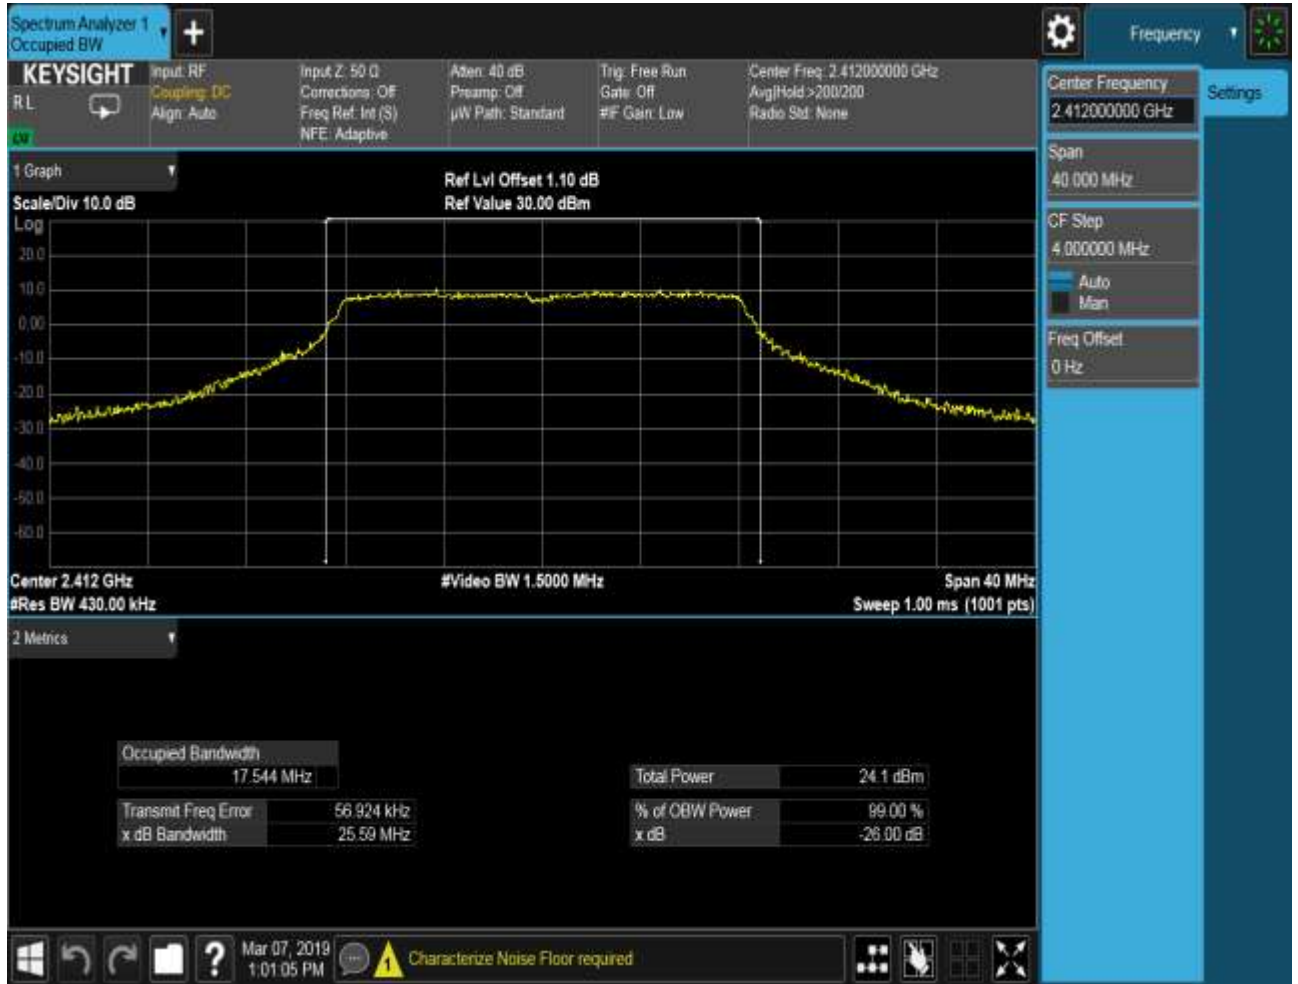 Spectrum Analyzer 1
Occupied BW
Frequency
KEYSIGHT
R L
Input: RF
Coupling: DC
Align: Auto
Input Z: 50 Ω
Corrections: Off
Freq Ref: Int (S)
NFE: Adaptive
Atten: 40 dB
Preamp: Off
µW Path: Standard
Trig: Free Run
Gate: Off
#IF Gain: Low
Center Freq: 2.412000000 GHz
Avg|Hold:>200/200
Radio Std: None
Center Frequency
2.412000000 GHz
Settings
Span
40.000 MHz
CF Step
4.000000 MHz
Auto
Man
Freq Offset
0 Hz
1 Graph
Scale/Div 10.0 dB
Ref Lvl Offset 1.10 dB
Ref Value 30.00 dBm
Log
20.0
10.0
0.00
-10.0
-20.0
-30.0
-40.0
-50.0
-60.0
Center 2.412 GHz
#Video BW 1.5000 MHz
Span 40 MHz
#Res BW 430.00 kHz
Sweep 1.00 ms (1001 pts)
2 Metrics
Occupied Bandwidth
17.544 MHz
Total Power 24.1 dBm
Transmit Freq Error 56.924 kHz
% of OBW Power 99.00 %
x dB Bandwidth 25.59 MHz
x dB -26.00 dB
?
Mar 07, 2019
1:01:05 PM
1
Characterize Noise Floor required